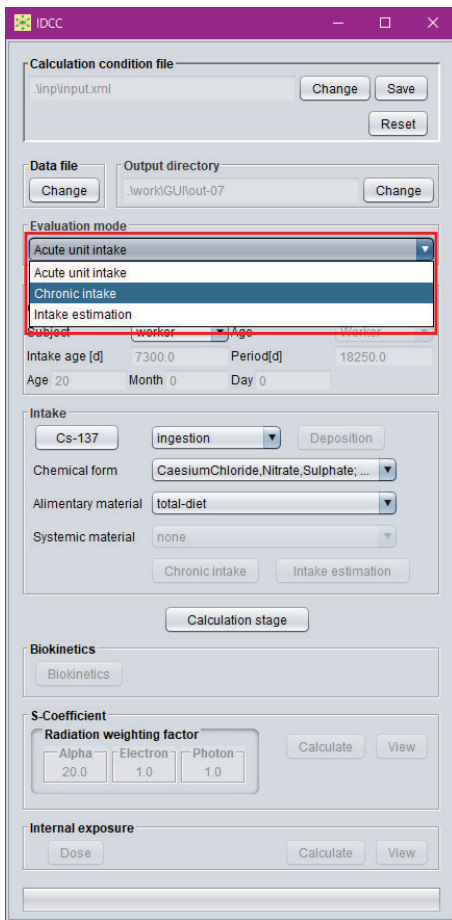 IDCC
Calculation condition file
.\inp\input.xml Change Save
Reset
Data file Output directory
Change .\work\GUI\out-07 Change
Evaluation mode
Acute unit intake
Acute unit intake
Chronic intake
Intake estimation
Subject worker Age Worker
Intake age [d] 7300.0 Period[d] 18250.0
Age 20 Month 0 Day 0
Intake
Cs-137 ingestion Deposition
Chemical form CaesiumChloride,Nitrate,Sulphate; ...
Alimentary material total-diet
Systemic material none
Chronic intake Intake estimation
Calculation stage
Biokinetics
Biokinetics
S-Coefficient
Radiation weighting factor
Alpha Electron Photon Calculate View
20.0 1.0 1.0
Internal exposure
Dose Calculate View